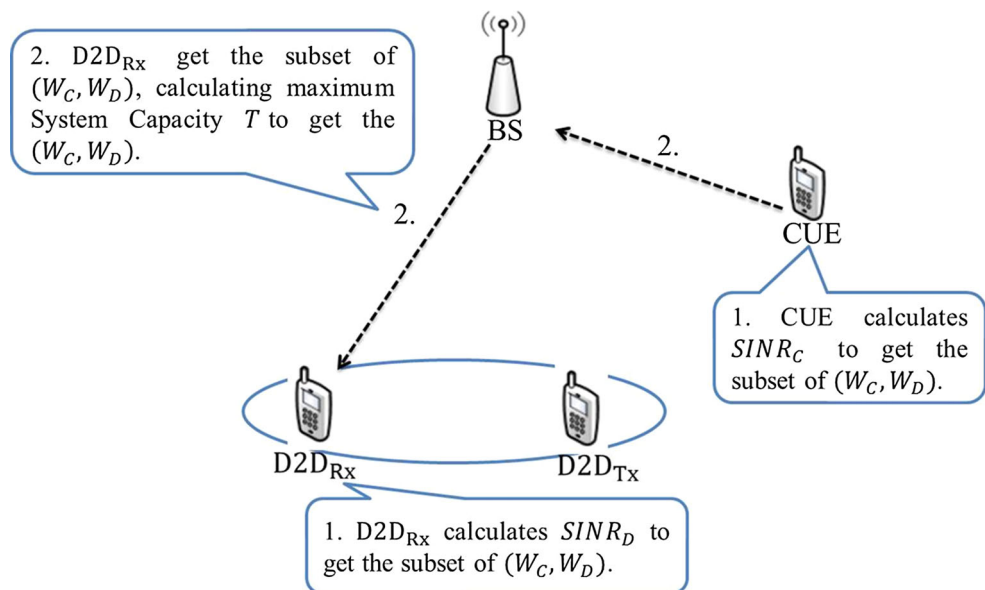 2. D2D_Rx get the subset of
(W_C, W_D), calculating maximum
System Capacity T to get the
(W_C, W_D).
BS
2.
2.
CUE
1. CUE calculates
SINR_C to get the
subset of (W_C, W_D).
D2D_Rx
D2D_Tx
1. D2D_Rx calculates SINR_D to
get the subset of (W_C, W_D).